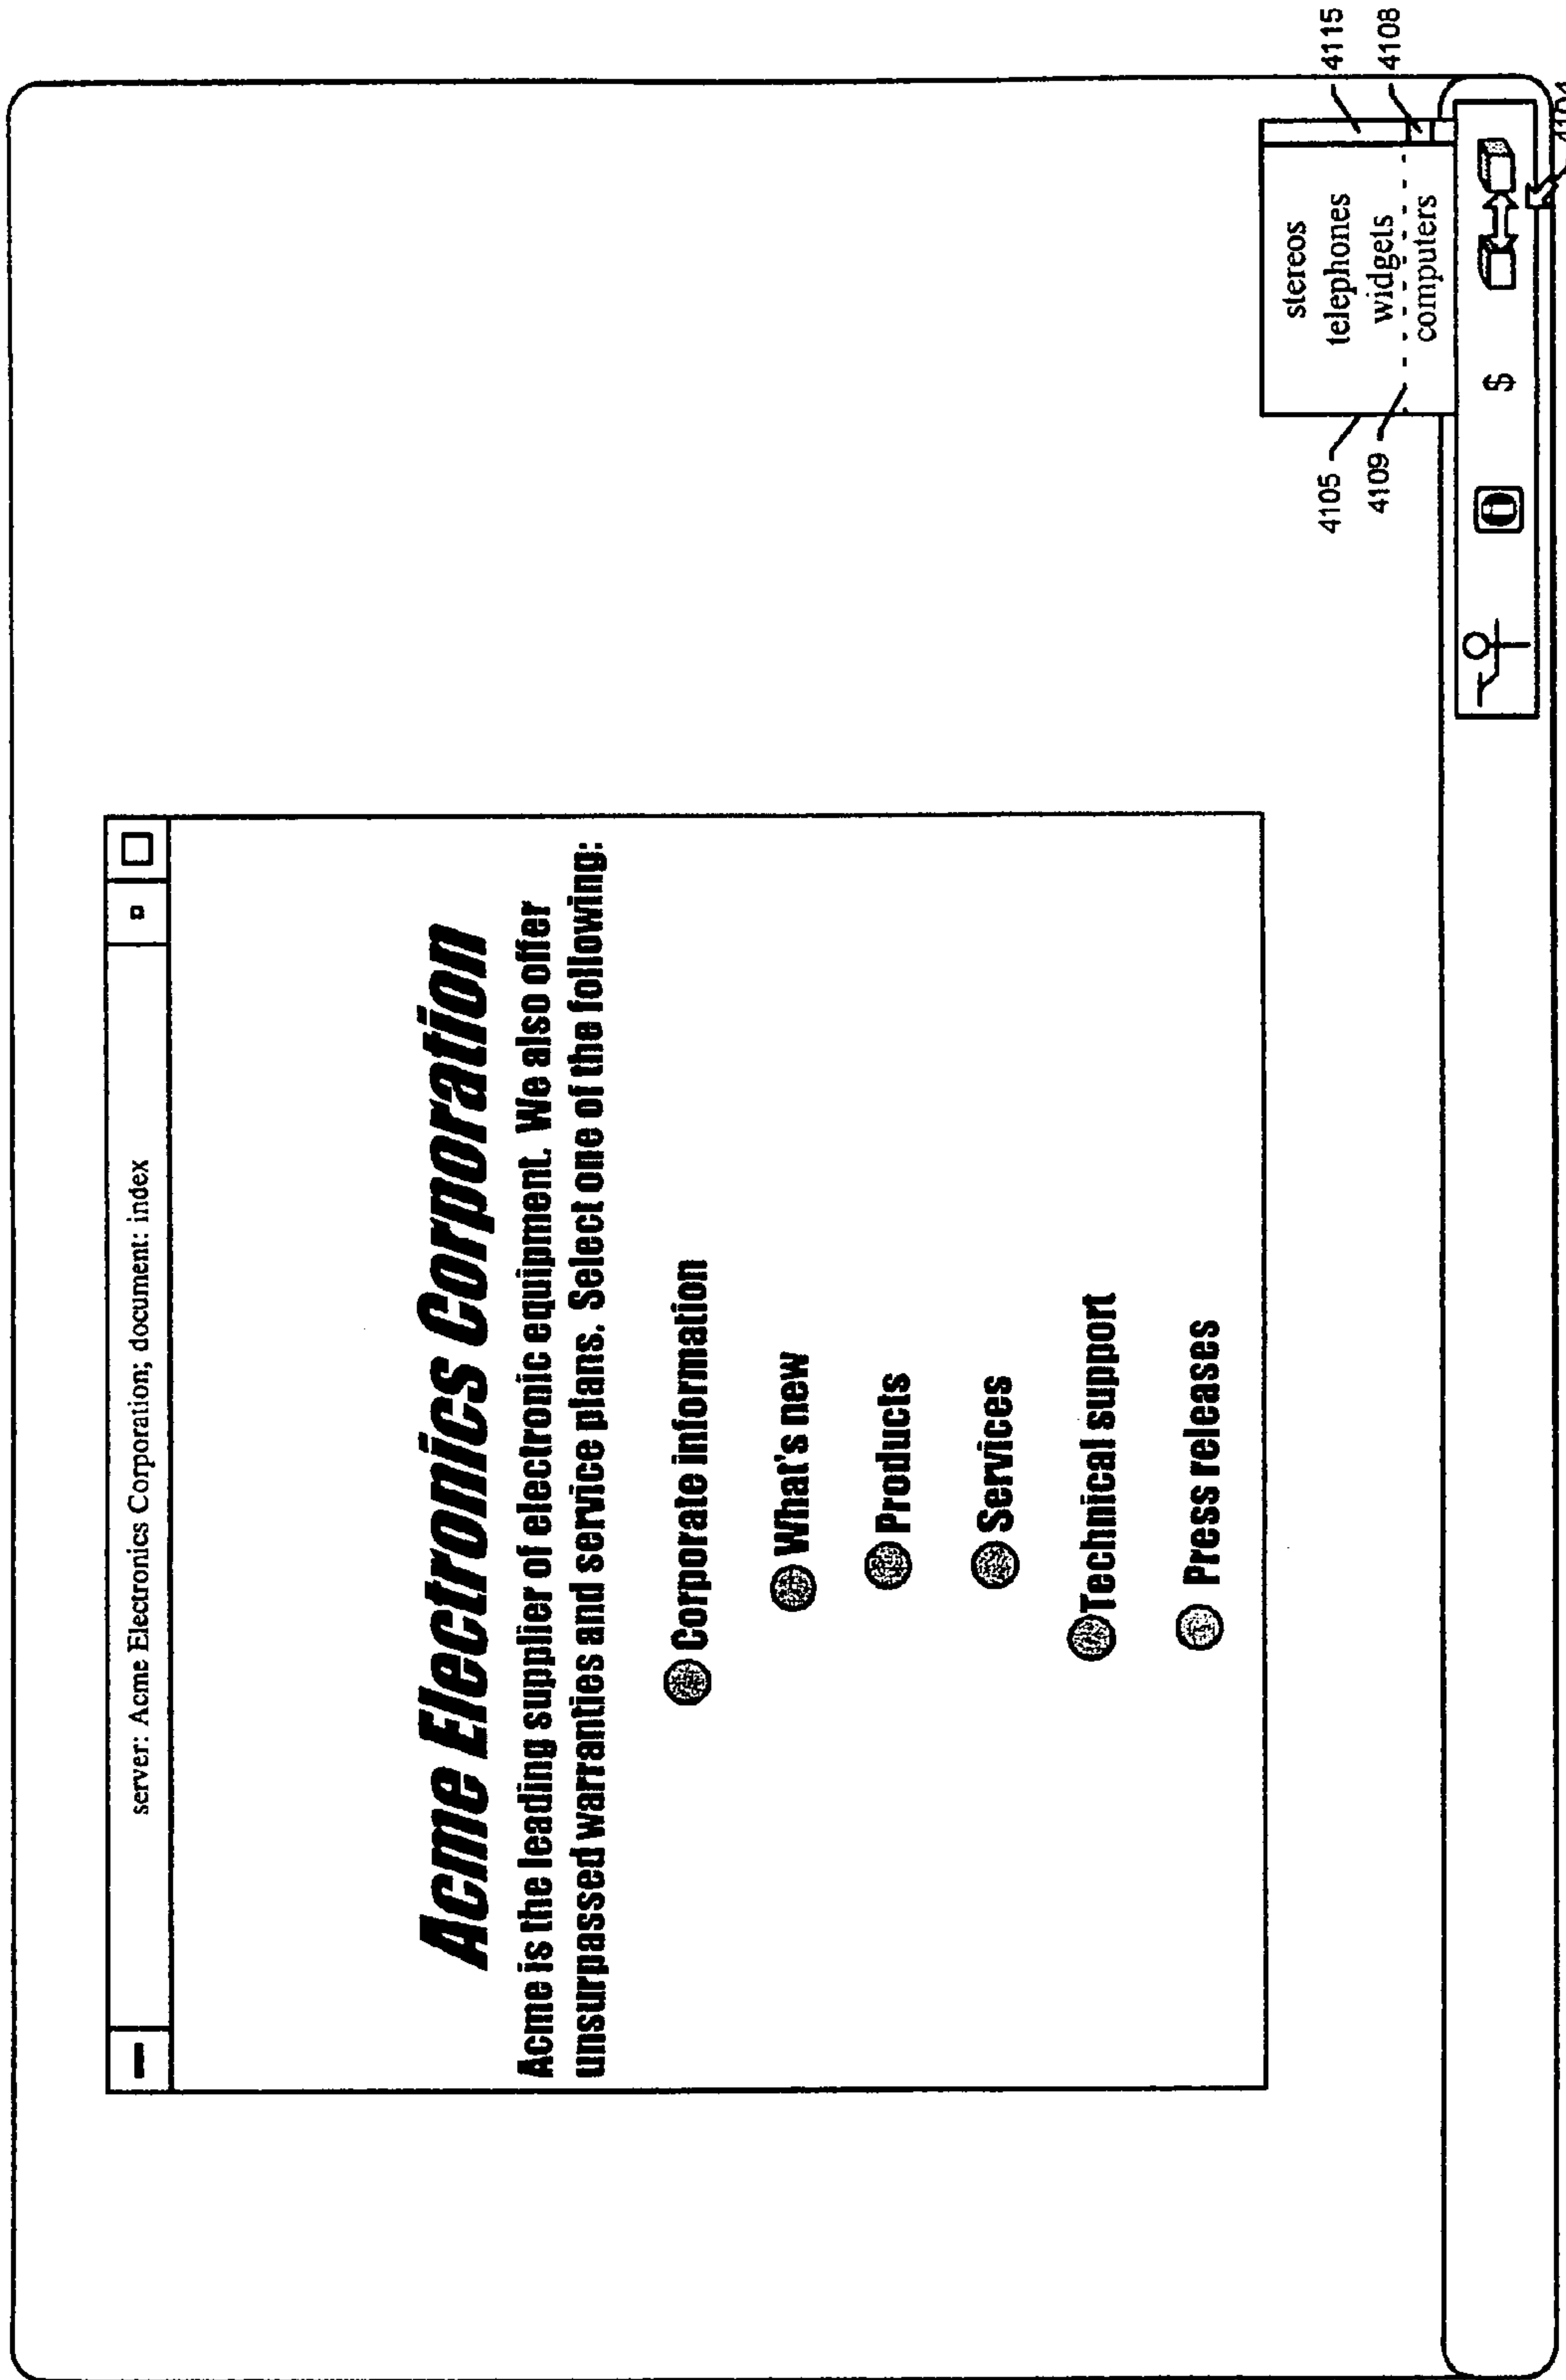 server: Acme Electronics Corporation; document: index
Acme Electronics Corporation
Acme is the leading supplier of electronic equipment. We also offer
unsurpassed warranties and service plans. Select one of the following:
Corporate information
What's new
Products
Services
Technical support
Press releases
stereos
telephones
widgets
computers
4105
4109
4115
4108
$